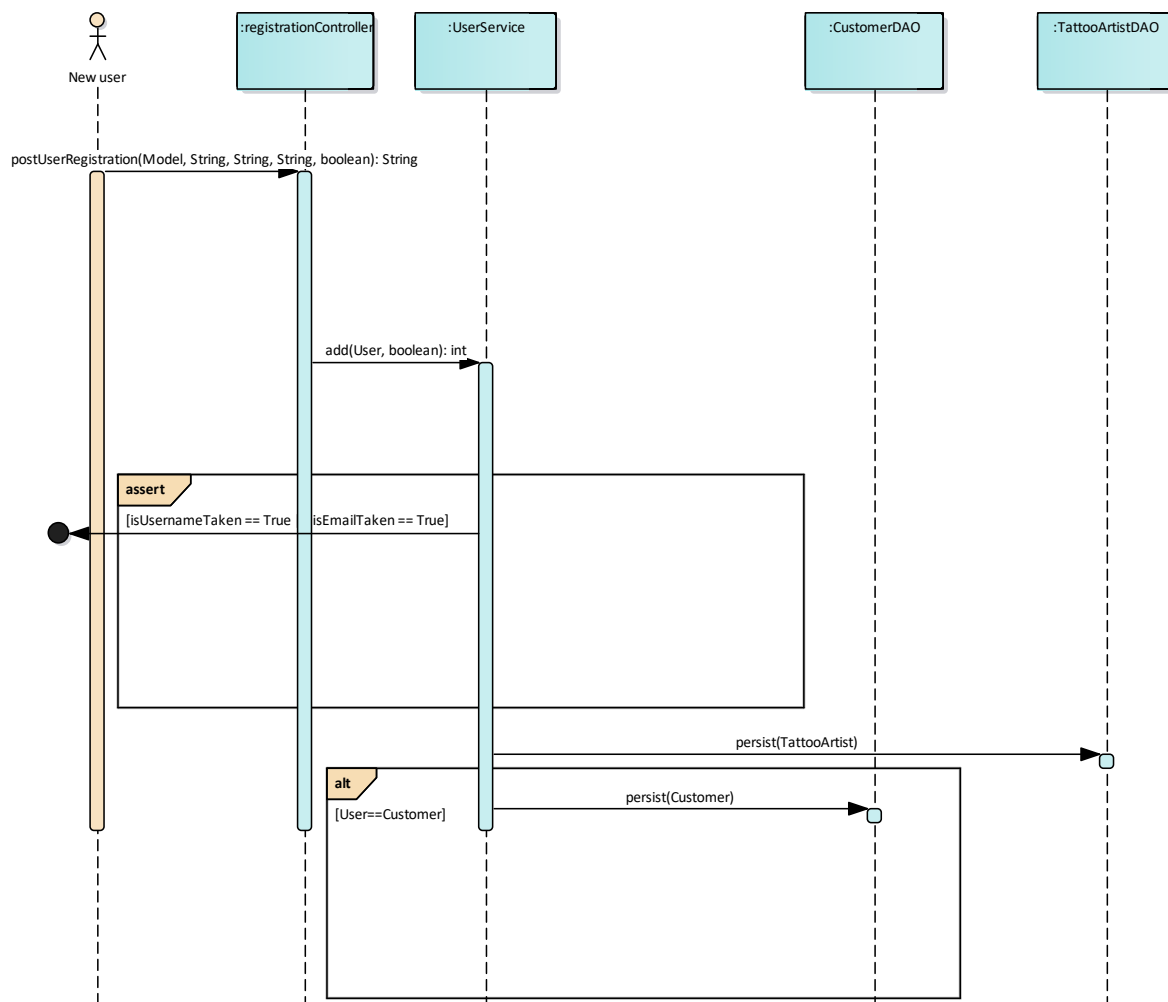 :registrationController
:UserService
:CustomerDAO
:TattooArtistDAO
New user
postUserRegistration(Model, String, String, String, boolean): String
add(User, boolean): int
assert
[isUsernameTaken == True | isEmailTaken == True]
persist(TattooArtist)
alt
persist(Customer)
[User==Customer]